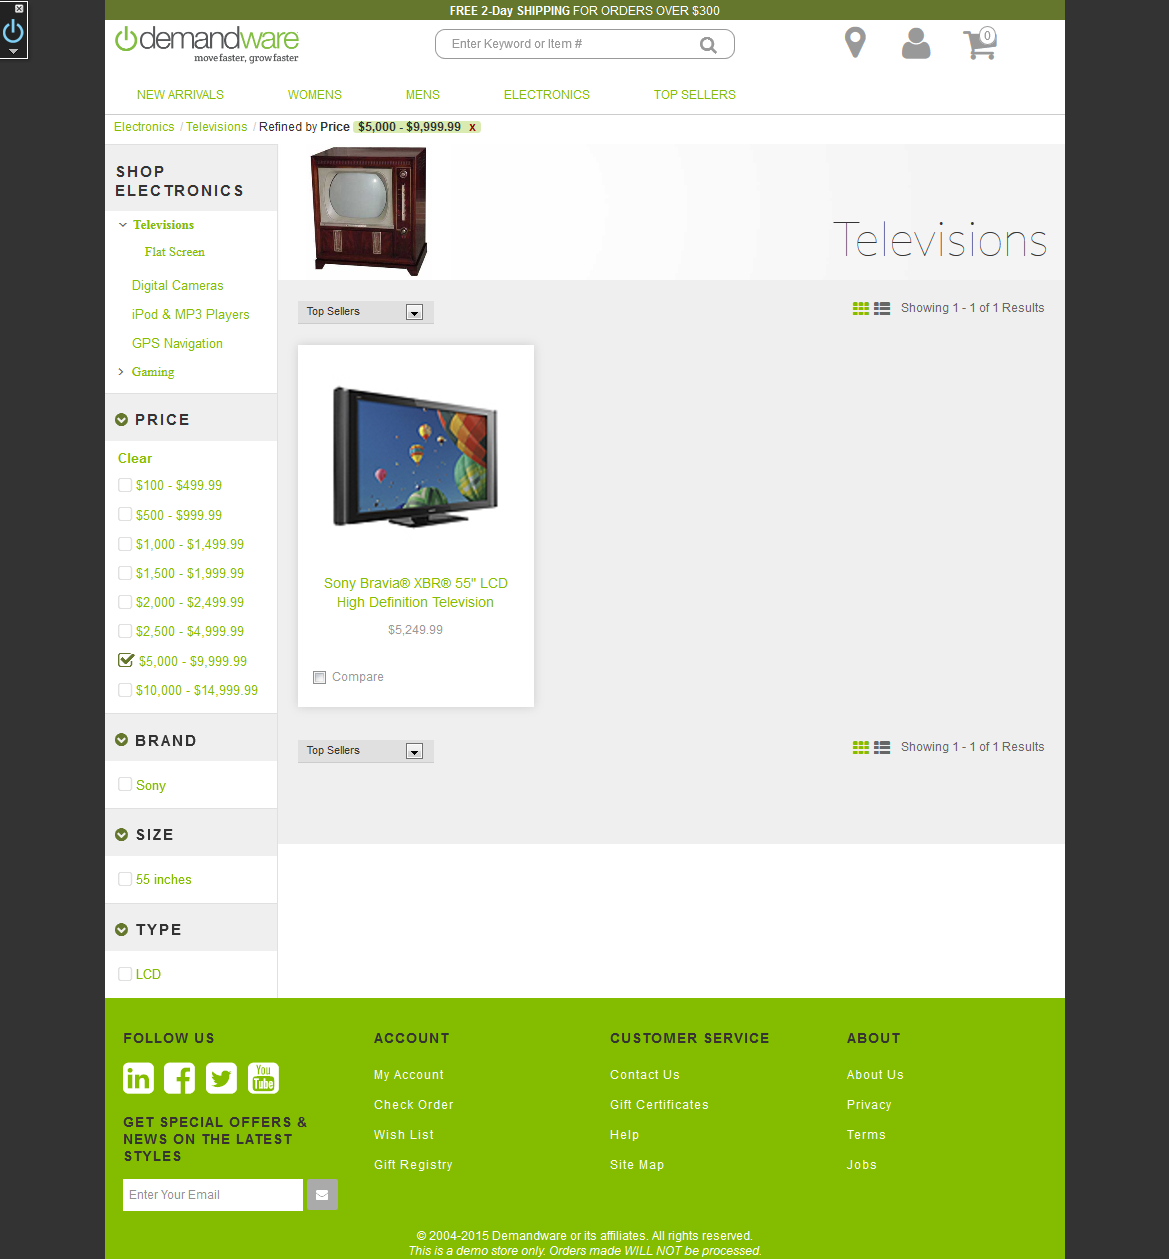 FREE 2-Day SHIPPING FOR ORDERS OVER $300
demandware
move faster, grow faster
Enter Keyword or Item #
0
NEW ARRIVALS
WOMENS
MENS
ELECTRONICS
TOP SELLERS
Electronics / Televisions / Refined by Price $5,000 - $9,999.99 x
SHOP
ELECTRONICS
Televisions
Flat Screen
Digital Cameras
iPod & MP3 Players
GPS Navigation
Gaming
PRICE
Clear
$100 - $499.99
$500 - $999.99
$1,000 - $1,499.99
$1,500 - $1,999.99
$2,000 - $2,499.99
$2,500 - $4,999.99
$5,000 - $9,999.99
$10,000 - $14,999.99
BRAND
Sony
SIZE
55 inches
TYPE
LCD
Televisions
Top Sellers
Showing 1 - 1 of 1 Results
Sony Bravia® XBR® 55" LCD
High Definition Television
$5,249.99
Compare
Top Sellers
Showing 1 - 1 of 1 Results
FOLLOW US
in
You
Tube
GET SPECIAL OFFERS &
NEWS ON THE LATEST
STYLES
Enter Your Email
ACCOUNT
My Account
Check Order
Wish List
Gift Registry
CUSTOMER SERVICE
Contact Us
Gift Certificates
Help
Site Map
ABOUT
About Us
Privacy
Terms
Jobs
© 2004-2015 Demandware or its affiliates. All rights reserved.
This is a demo store only. Orders made WILL NOT be processed.